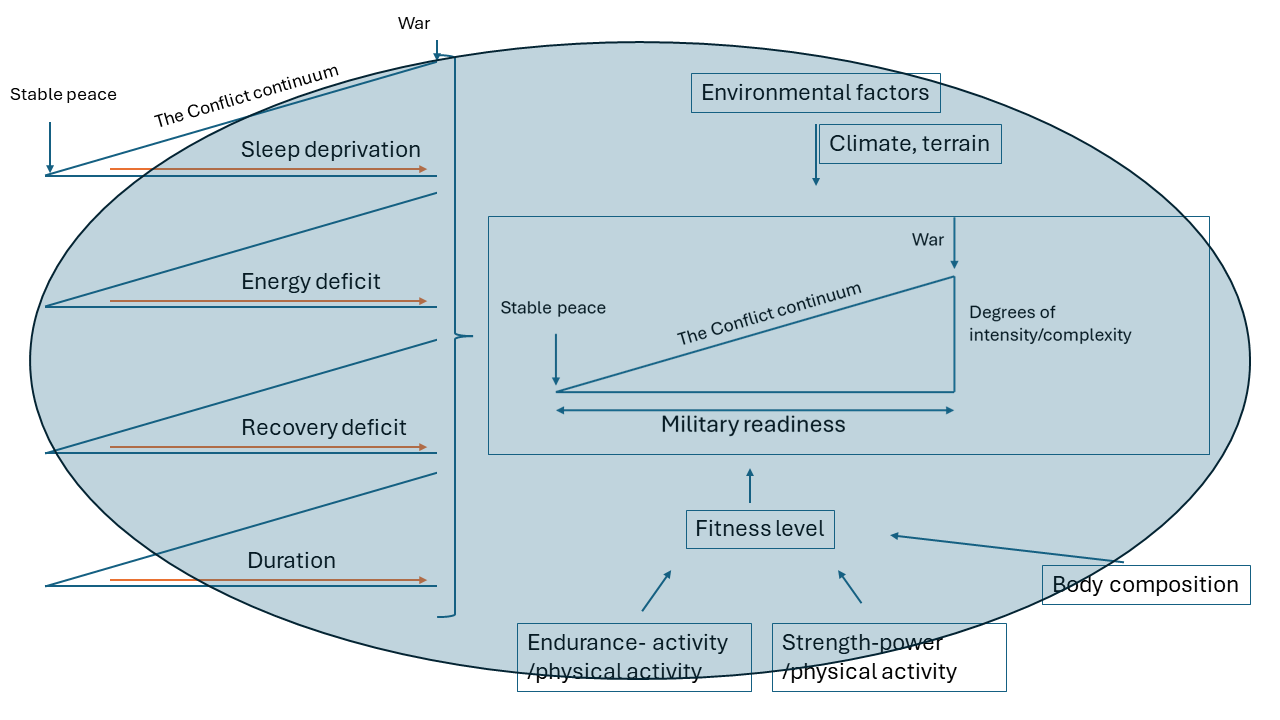 War
Stable peace
The Conflict continuum
Sleep deprivation
Energy deficit
Recovery deficit
Duration
Environmental factors
Climate, terrain
War
Stable peace
The Conflict continuum
Degrees of
intensity/complexity
Military readiness
Fitness level
Body composition
Endurance- activity
/physical activity
Strength-power
/physical activity